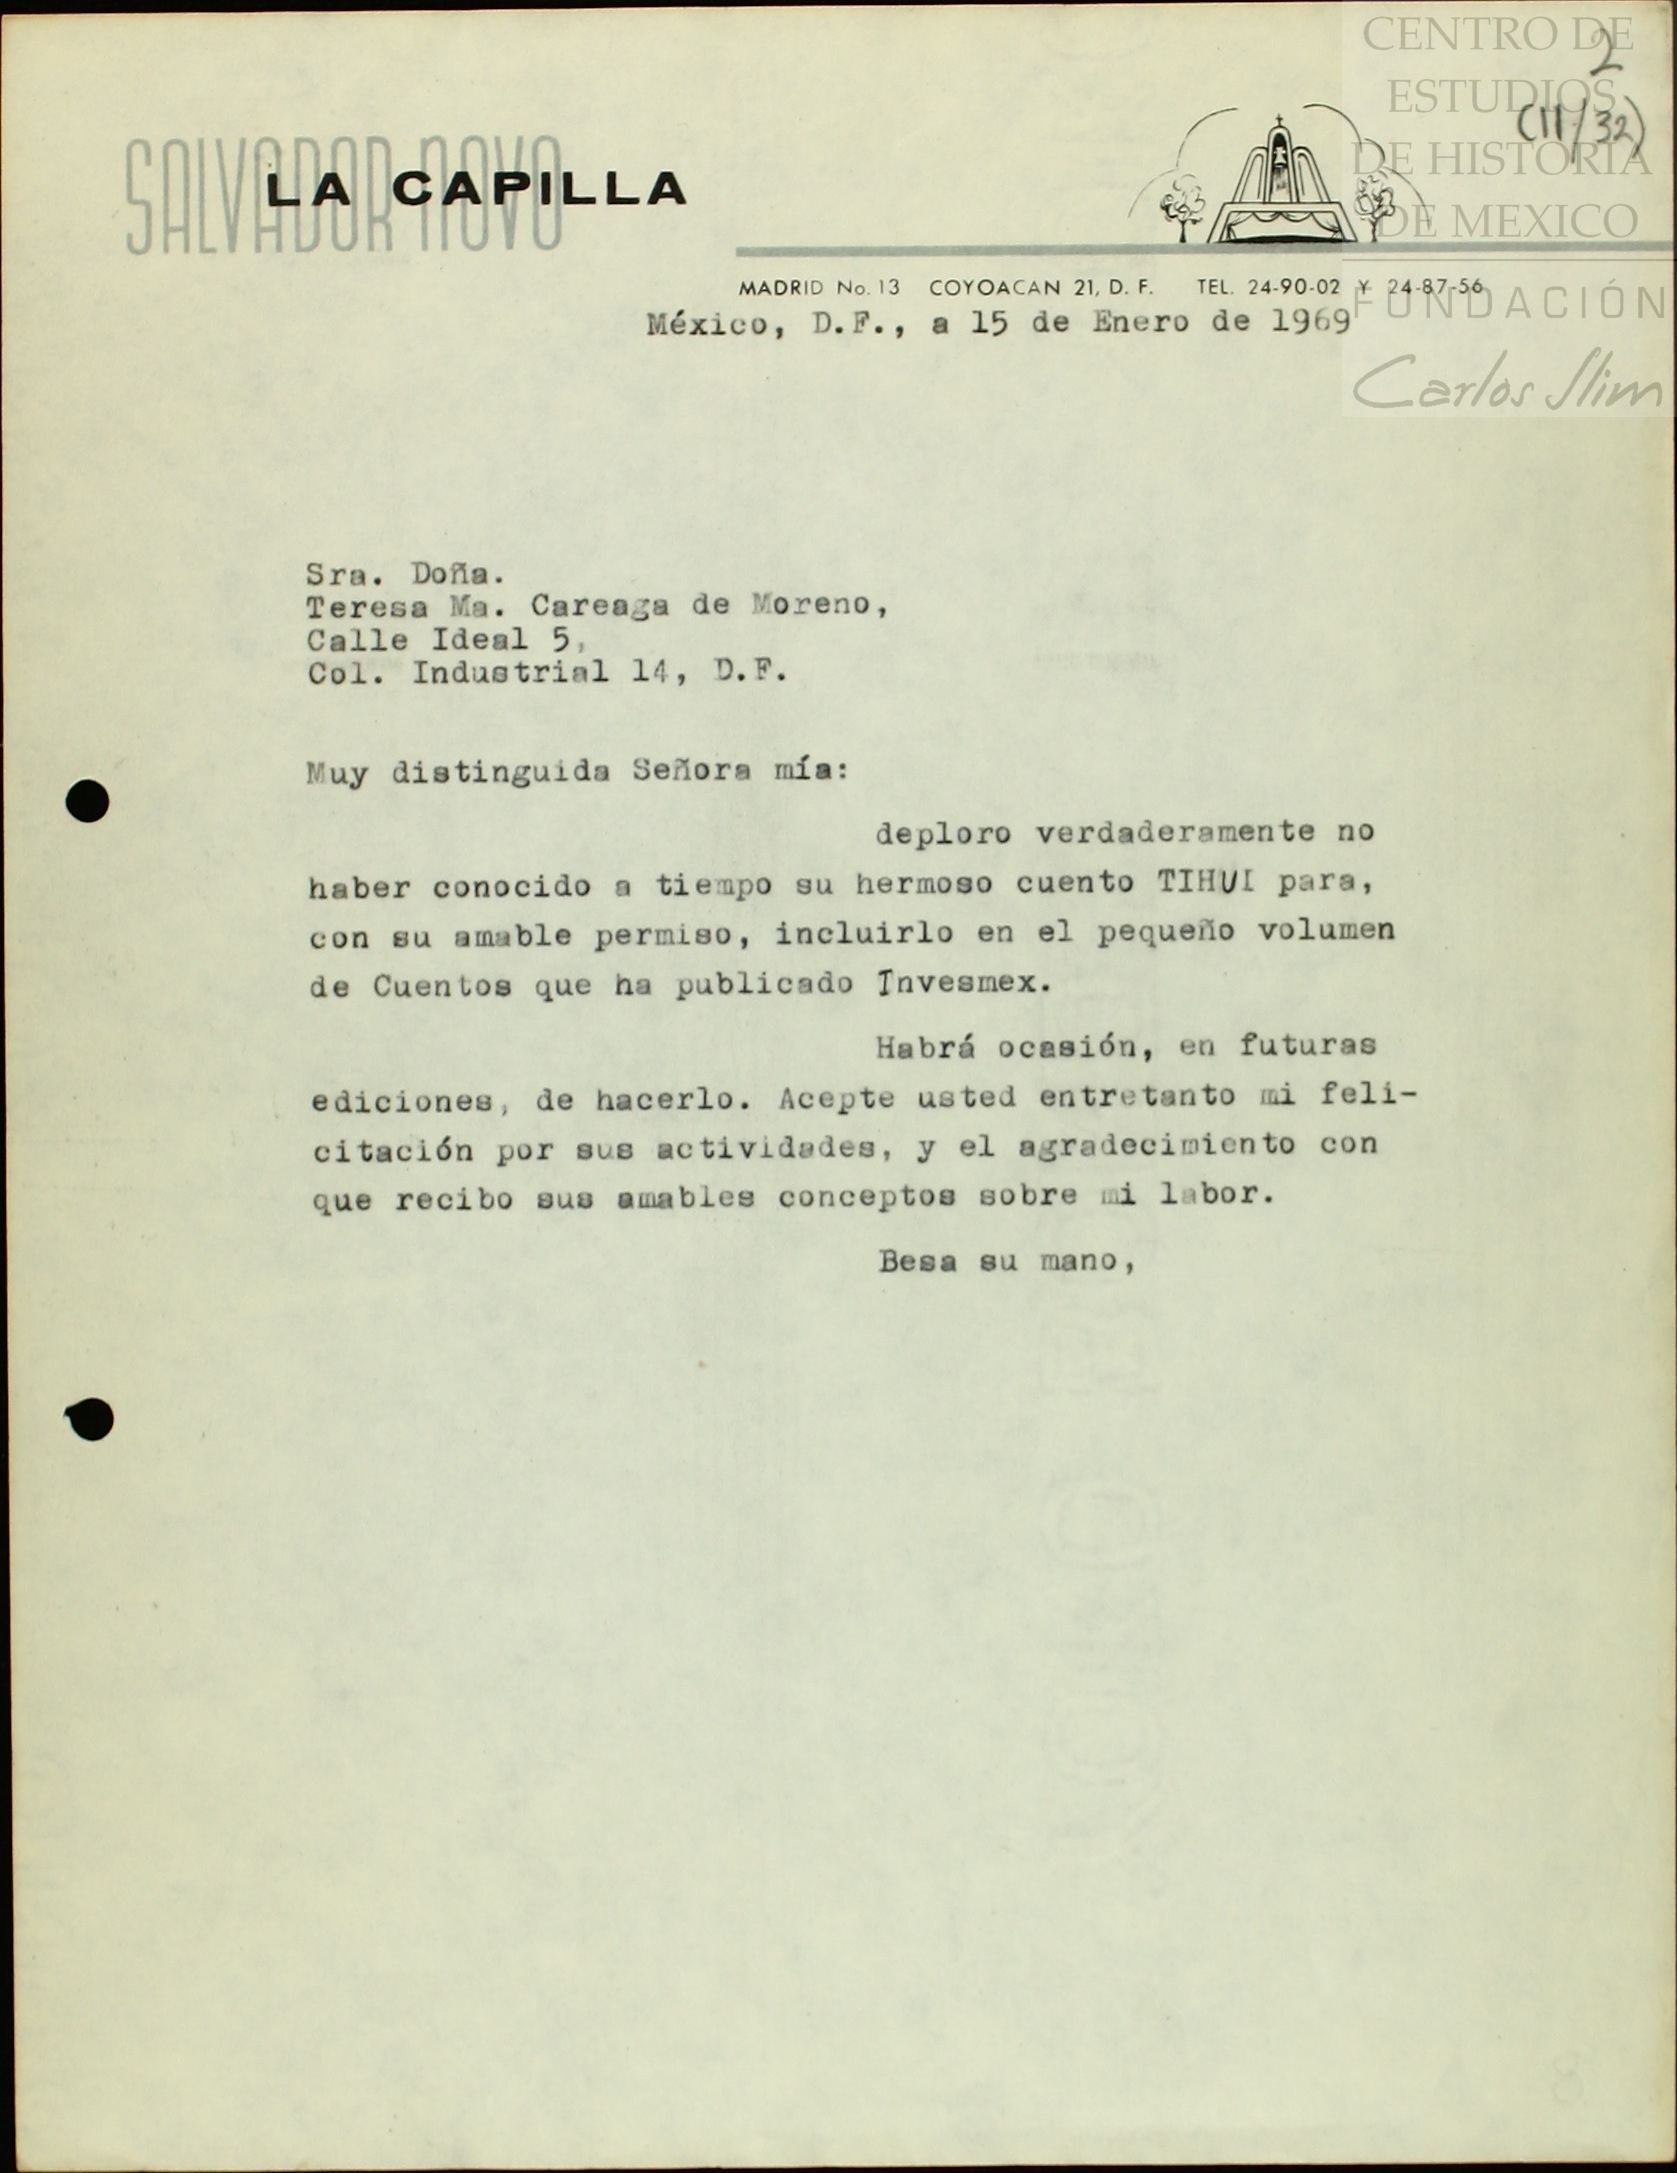 CENTRO DE
ESTUDIOS
DE HISTORIA
DE MEXICO
FUNDACIÓN
Carlos Slim
2
(11/32)
SALVADOR NOVO
LA CAPILLA
MADRID No. 13 COYOACAN 21, D. F. TEL. 24-90-02 Y 24-87-56
México, D.F., a 15 de Enero de 1969
Sra. Doña.
Teresa Ma. Careaga de Moreno,
Calle Ideal 5,
Col. Industrial 14, D.F.
Muy distinguida Señora mía:
deploro verdaderamente no
haber conocido a tiempo su hermoso cuento TIHUI para,
con su amable permiso, incluirlo en el pequeño volumen
de Cuentos que ha publicado Invesmex.
Habrá ocasión, en futuras
ediciones, de hacerlo. Acepte usted entretanto mi feli-
citación por sus actividades, y el agradecimiento con
que recibo sus amables conceptos sobre mi labor.
Besa su mano,